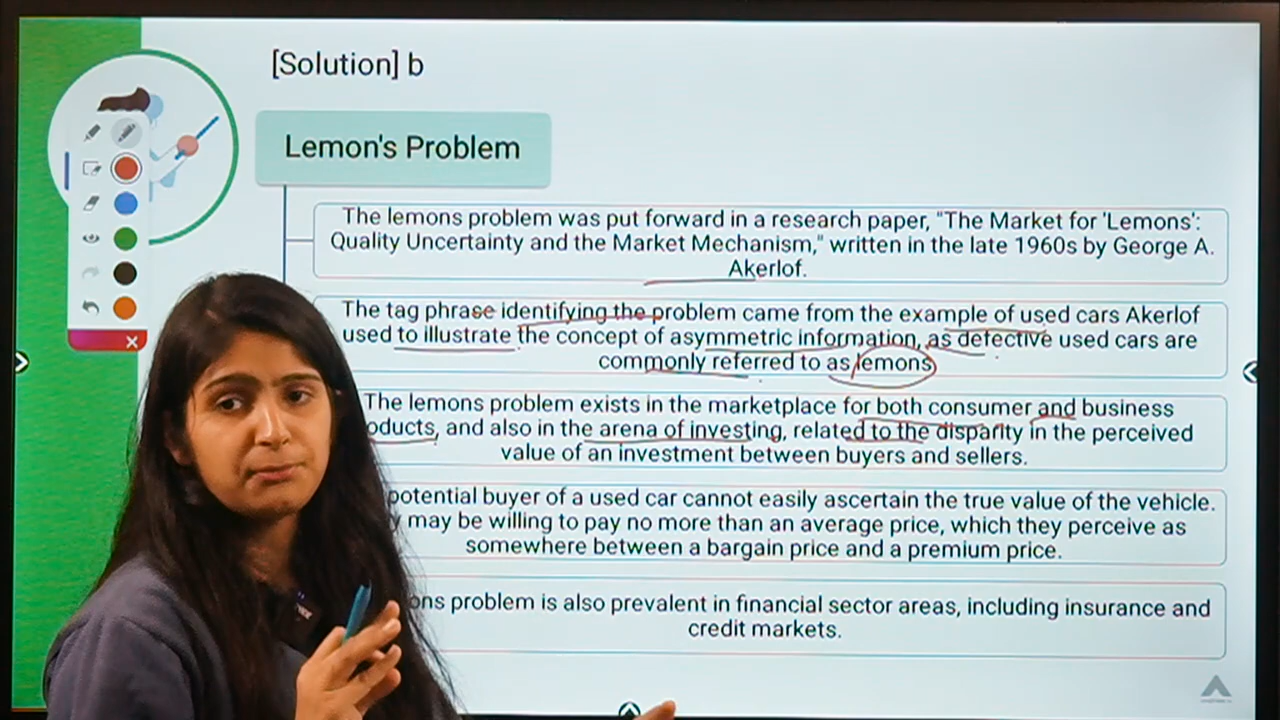 [Solution] b
Lemon's Problem
The lemons problem was put forward in a research paper, "The Market for 'Lemons':
Quality Uncertainty and the Market Mechanism," written in the late 1960s by George A.
Akerlof.
The tag phrase identifying the problem came from the example of used cars Akerlof
used to illustrate the concept of asymmetric information, as defective used cars are
commonly referred to as lemons
The lemons problem exists in the marketplace for both consumer and business
oducts, and also in the arena of investing, related to the disparity in the perceived
value of an investment between buyers and sellers.
potential buyer of a used car cannot easily ascertain the true value of the vehicle.
y may be willing to pay no more than an average price, which they perceive as
somewhere between a bargain price and a premium price.
ons problem is also prevalent in financial sector areas, including insurance and
credit markets.